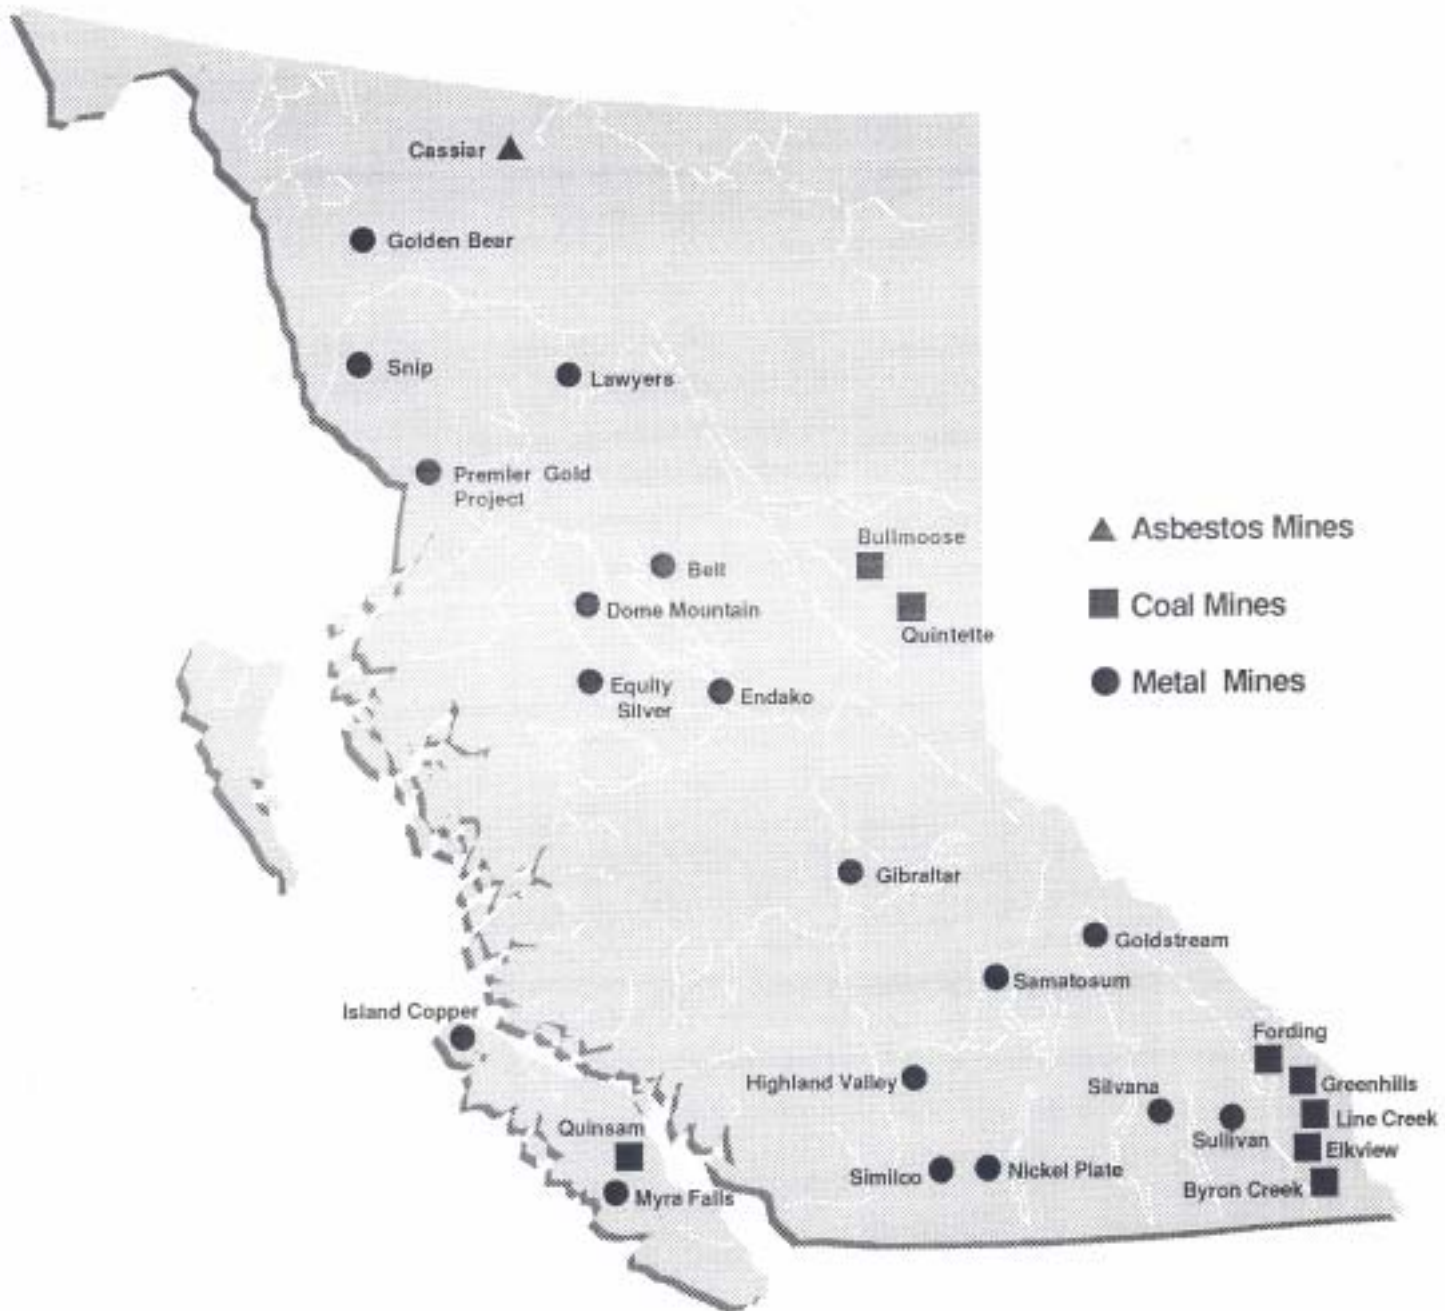 Cassiar
Golden Bear
Snip
Lawyers
Premier Gold
Project
Bullmoose
Bell
Dome Mountain
Quintette
Equity
Silver
Endako
Asbestos Mines
Coal Mines
Metal Mines
Gibraltar
Goldstream
Samatosum
Island Copper
Fording
Highland Valley
Silvana
Greenhills
Line Creek
Quinsam
Sullivan
Elkview
Similco
Nickel Plate
Byron Creek
Myra Falls